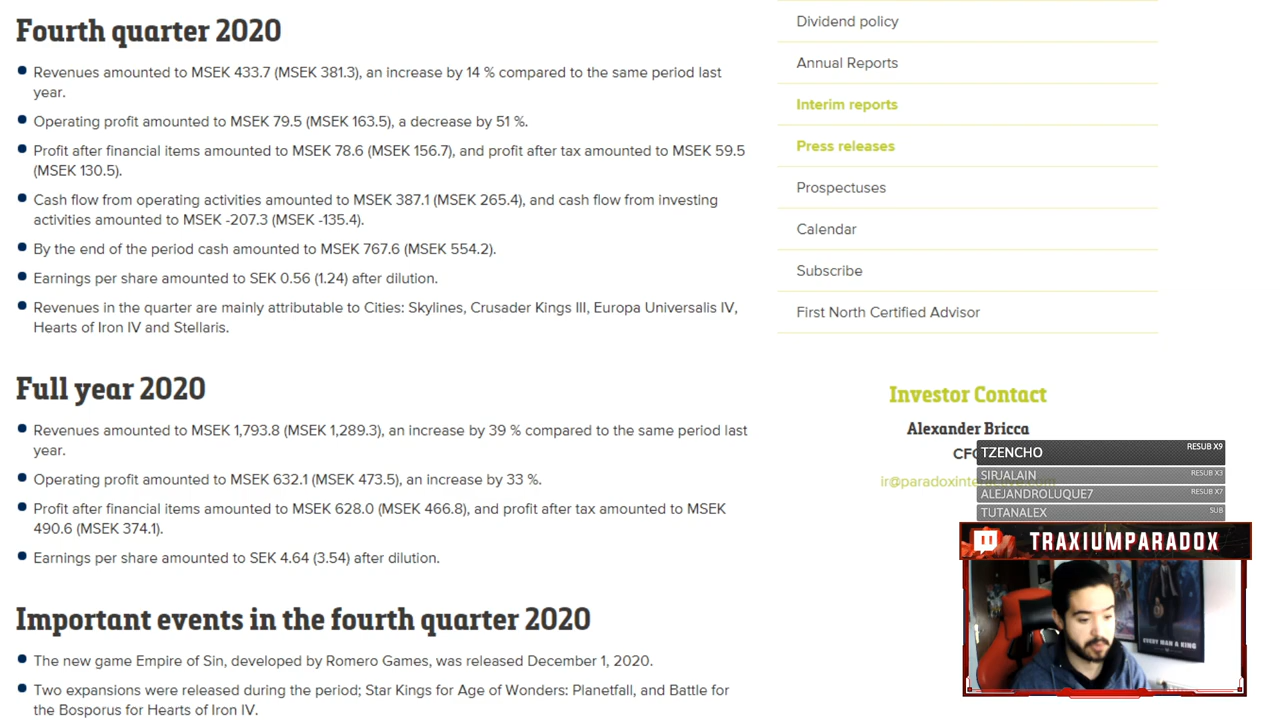 Fourth quarter 2020
Revenues amounted to MSEK 433.7 (MSEK 381.3), an increase by 14 % compared to the same period last
year.
Operating profit amounted to MSEK 79.5 (MSEK 163.5), a decrease by 51 %.
Profit after financial items amounted to MSEK 78.6 (MSEK 156.7), and profit after tax amounted to MSEK 59.5
(MSEK 130.5).
Cash flow from operating activities amounted to MSEK 387.1 (MSEK 265.4), and cash flow from investing
activities amounted to MSEK -207.3 (MSEK -135.4).
By the end of the period cash amounted to MSEK 767.6 (MSEK 554.2).
Earnings per share amounted to SEK 0.56 (1.24) after dilution.
Revenues in the quarter are mainly attributable to Cities: Skylines, Crusader Kings III, Europa Universalis IV,
Hearts of Iron IV and Stellaris.
Full year 2020
Revenues amounted to MSEK 1,793.8 (MSEK 1,289.3), an increase by 39 % compared to the same period last
year.
Operating profit amounted to MSEK 632.1 (MSEK 473.5), an increase by 33 %.
Profit after financial items amounted to MSEK 628.0 (MSEK 466.8), and profit after tax amounted to MSEK
490.6 (MSEK 374.1).
Earnings per share amounted to SEK 4.64 (3.54) after dilution.
Important events in the fourth quarter 2020
The new game Empire of Sin, developed by Romero Games, was released December 1, 2020.
Two expansions were released during the period; Star Kings for Age of Wonders: Planetfall, and Battle for
the Bosporus for Hearts of Iron IV.
Dividend policy
Annual Reports
Interim reports
Press releases
Prospectuses
Calendar
Subscribe
First North Certified Advisor
Investor Contact
Alexander Bricca
CFO
TZENCHO RESUB X9
SIRJALAIN RESUB X3
ALEJANDROLUQUE7 RESUB X7
TUTANALEX SUB
TRAXIUMPARADOX
EVERY MAN A KING